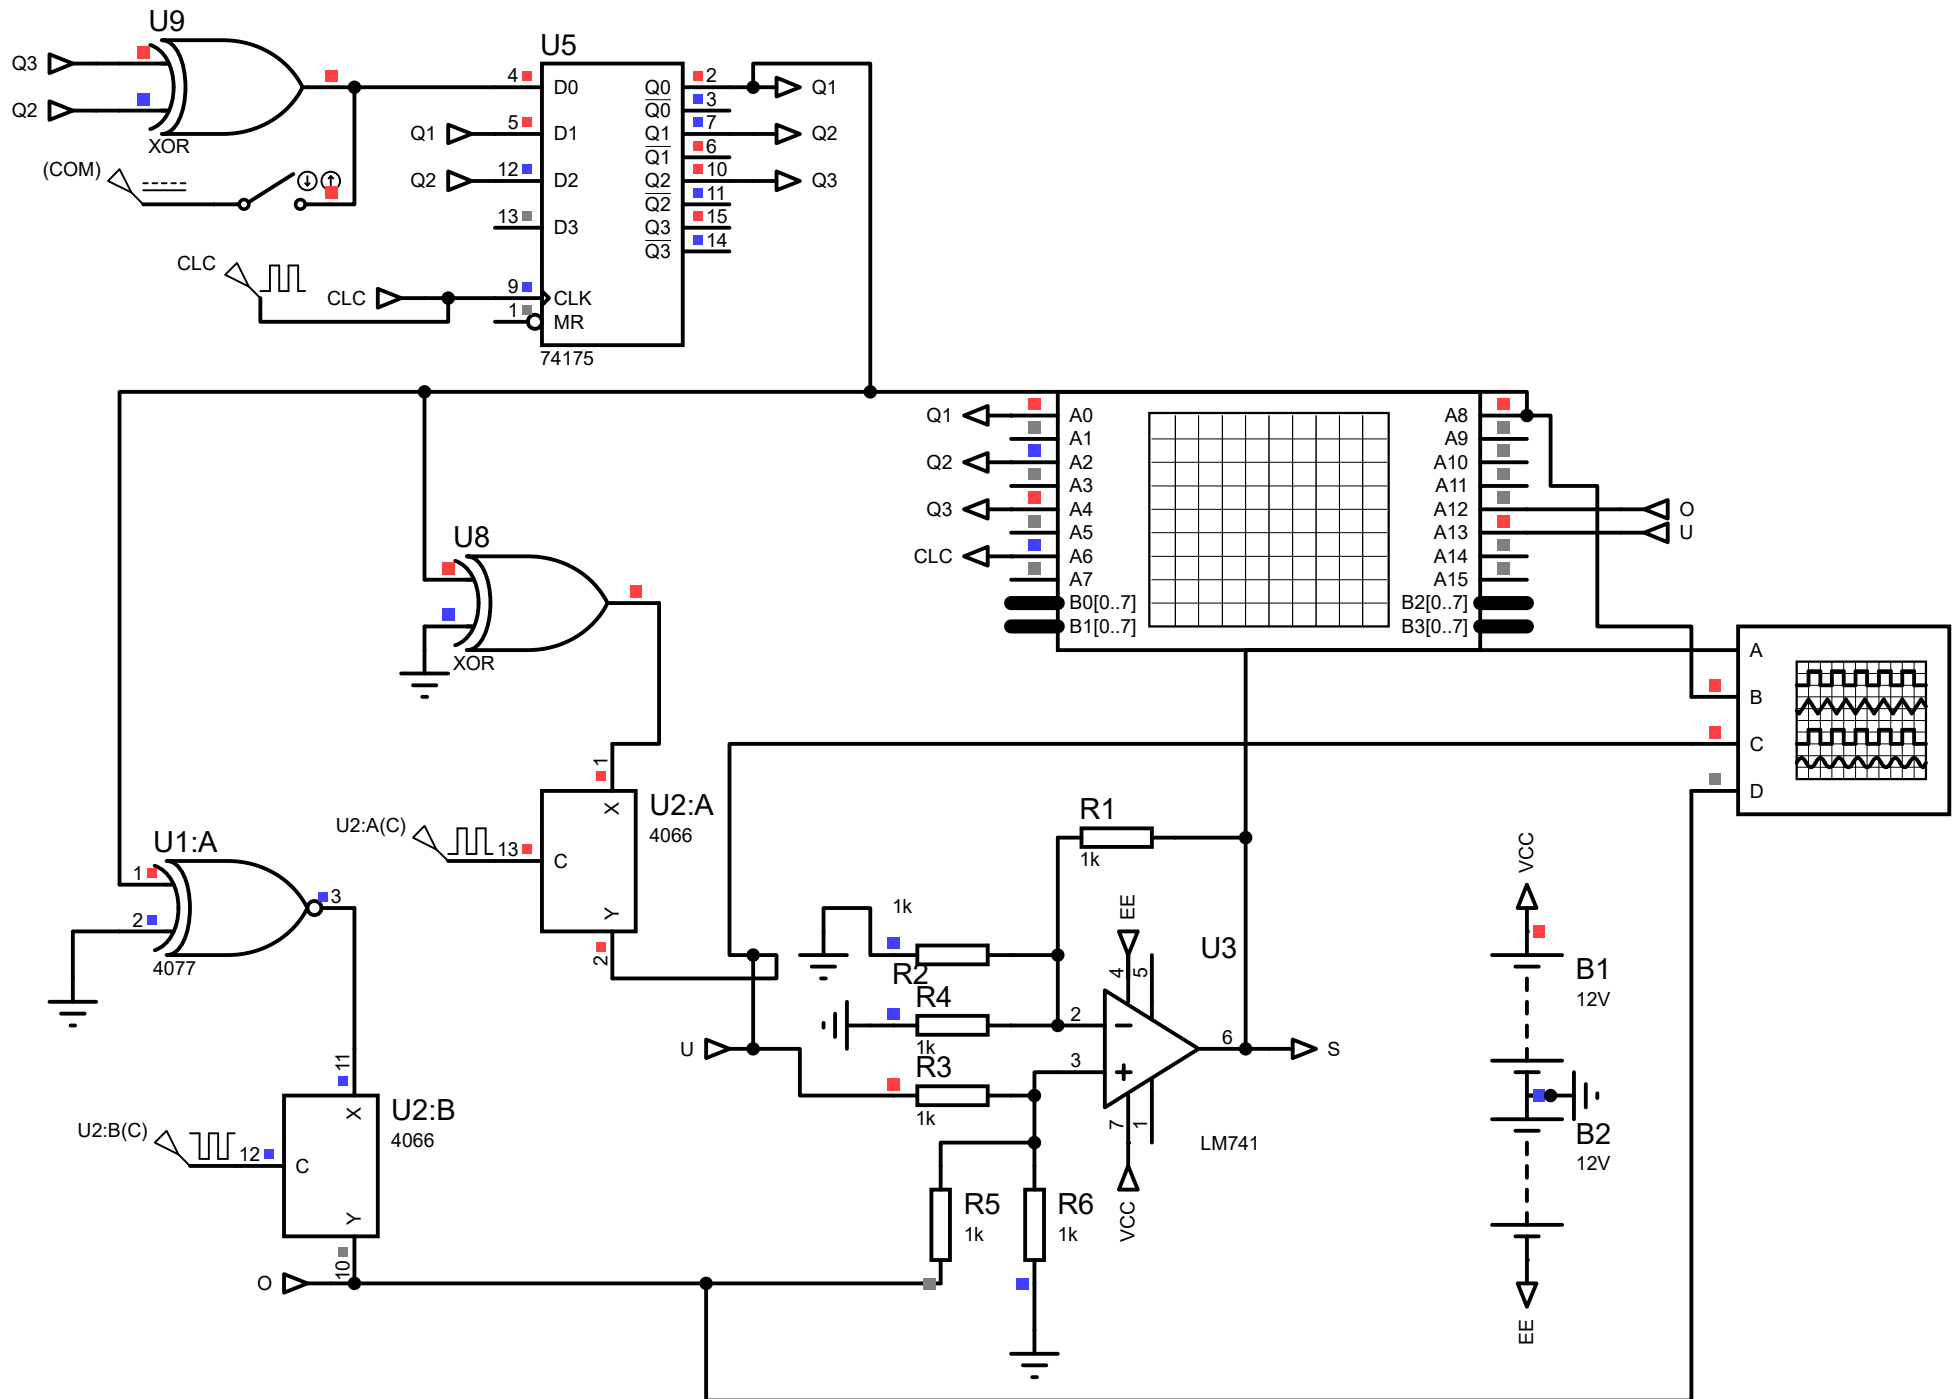 U9
Q3
Q2
XOR
(COM)
CLC
CLC
U5
4 D0
Q1 5 D1
Q2 12 D2
13 D3
9 CLK
1 MR
Q0 2 Q1
Q0 3
Q1 7 Q2
Q1 6
Q2 10 Q3
Q2 11
Q3 15
Q3 14
74175
Q1 A0
A1
Q2 A2
A3
Q3 A4
A5
CLC A6
A7
B0[0..7]
B1[0..7]
A8
A9
A10
A11
A12 O
A13 U
A14
A15
B2[0..7]
B3[0..7]
U8
XOR
A
B
C
D
U2:A
4066
U2:A(C)
13 C
1 X
2 Y
U1:A
1
2
3
4077
R1
1k
1k
R2
R4
1k
R3
1k
U
EE
4 5
U3
2
3
6 S
7 1
VCC
LM741
VCC
B1
12V
B2
12V
EE
U2:B
4066
U2:B(C)
12 C
11 X
10 Y
O
R5
1k
R6
1k